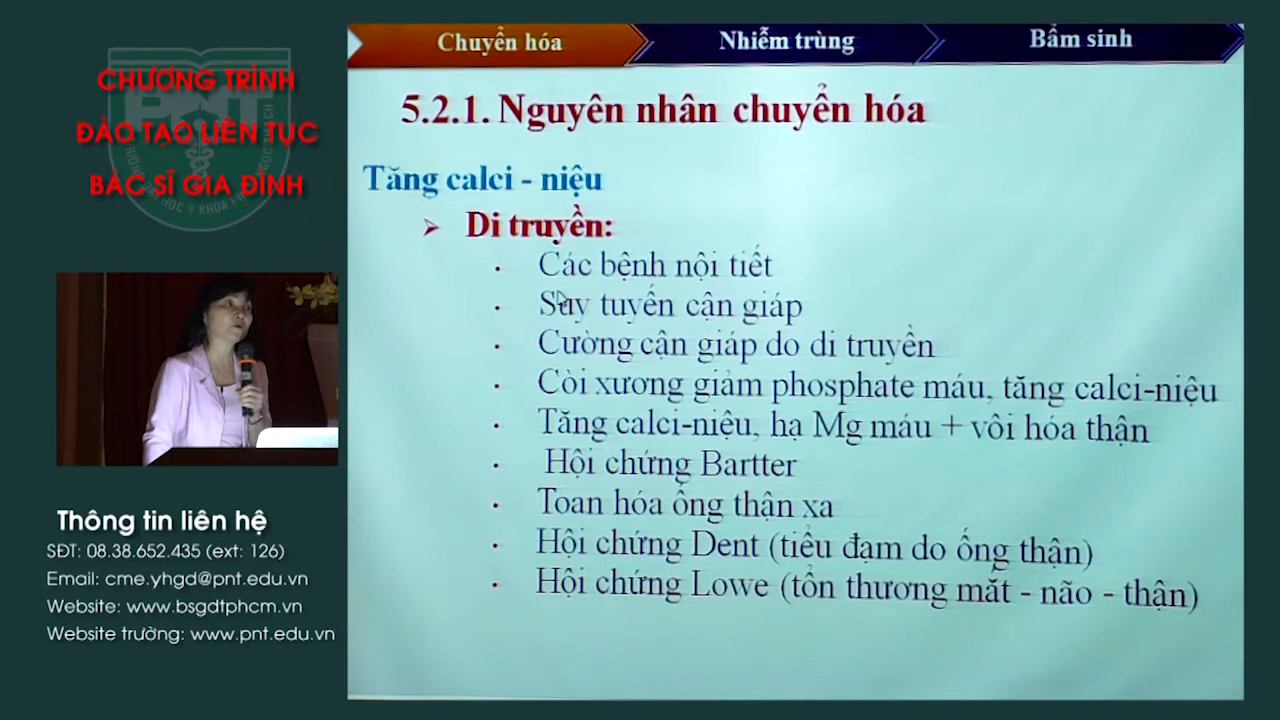 CHƯƠNG TRÌNH
ĐÀO TẠO LIÊN TỤC
BÁC SĨ GIA ĐÌNH
PNT
Thông tin liên hệ
SĐT: 08.38.652.435 (ext: 126)
Email: cme.yhgd@pnt.edu.vn
Website: www.bsgdtphcm.vn
Website trường: www.pnt.edu.vn
Chuyển hóa
Nhiễm trùng
Bẩm sinh
5.2.1. Nguyên nhân chuyển hóa
Tăng calci - niệu
➢ Di truyền:
• Các bệnh nội tiết
• Suy tuyến cận giáp
• Cường cận giáp do di truyền
• Còi xương giảm phosphate máu, tăng calci-niệu
• Tăng calci-niệu, hạ Mg máu + vôi hóa thận
• Hội chứng Bartter
• Toan hóa ống thận xa
• Hội chứng Dent (tiểu đạm do ống thận)
• Hội chứng Lowe (tổn thương mắt - não - thận)